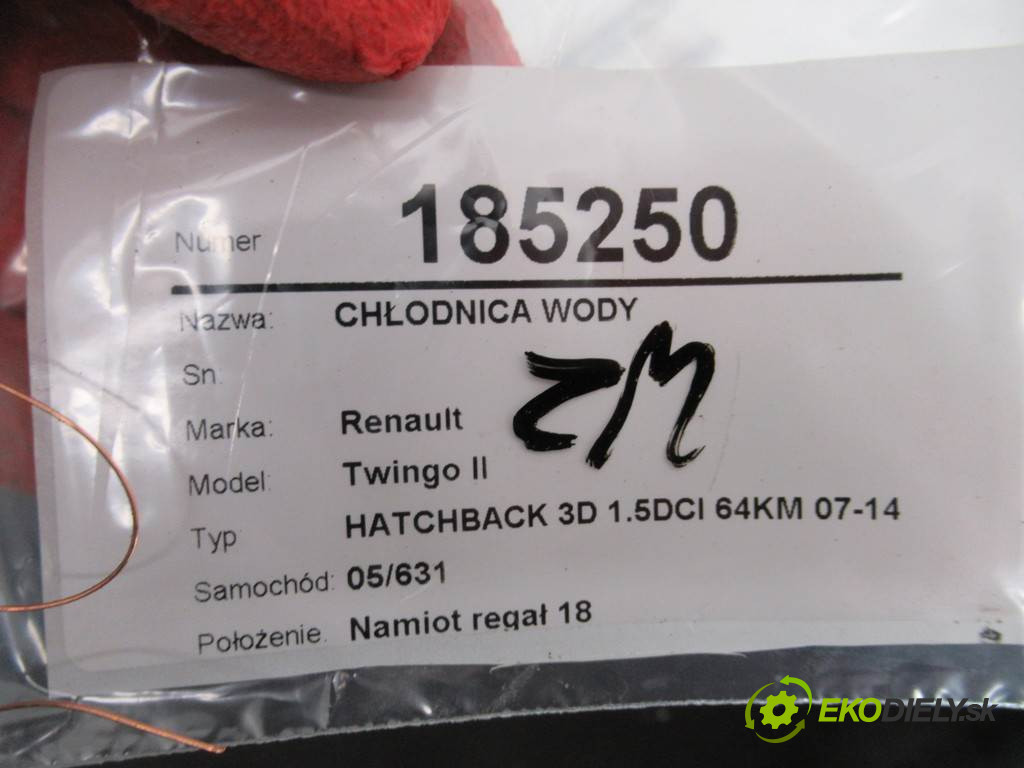 Numer 185250
Nazwa: CHŁODNICA WODY
Sn.
ZM
Marka: Renault
Model: Twingo II
Typ HATCHBACK 3D 1.5DCI 64KM 07-14
Samochód: 05/631
Położenie. Namiot regał 18
EKODIELY.sk